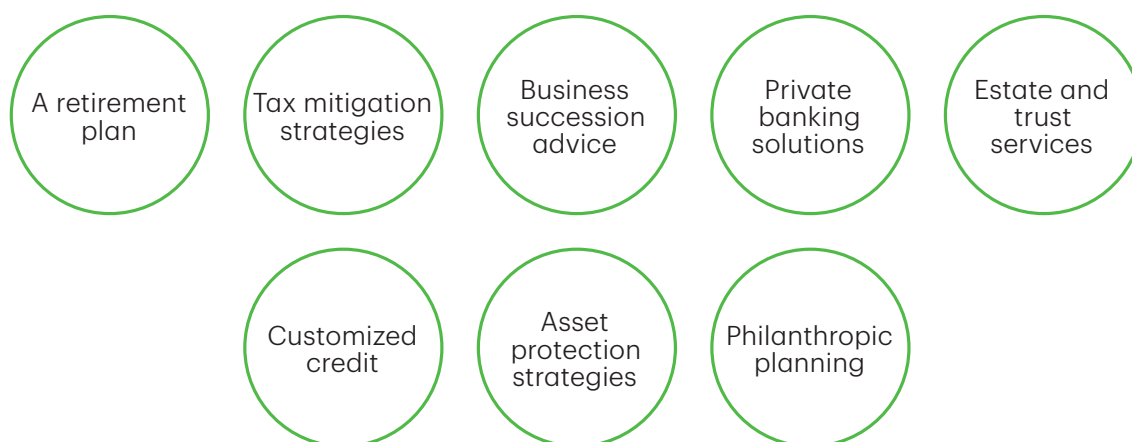 A retirement
plan
Tax mitigation
strategies
Business
succession
advice
Private
banking
solutions
Estate and
trust
services
Customized
credit
Asset
protection
strategies
Philanthropic
planning